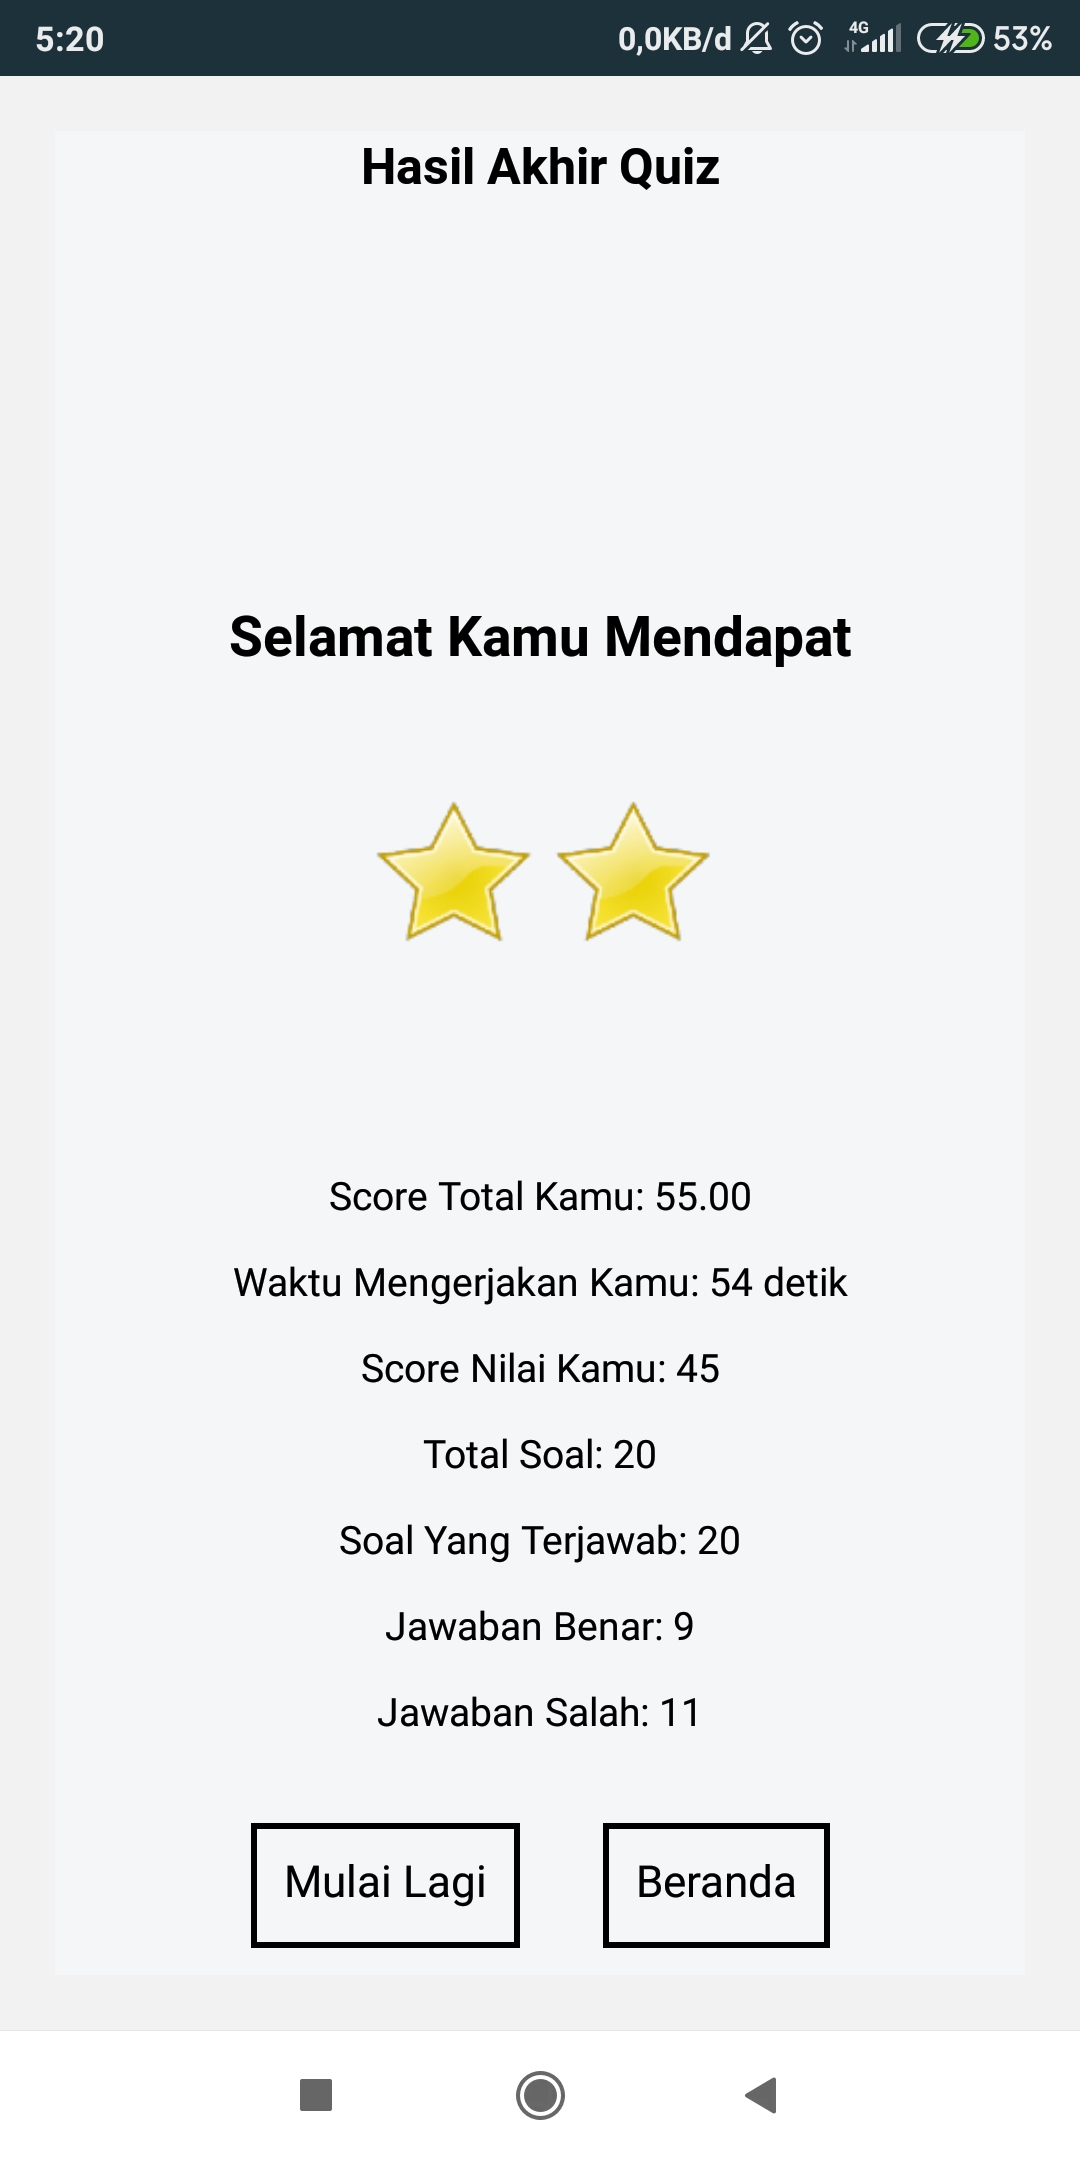 5:20 0,0KB/d 4G 53%
Hasil Akhir Quiz
Selamat Kamu Mendapat
Score Total Kamu: 55.00
Waktu Mengerjakan Kamu: 54 detik
Score Nilai Kamu: 45
Total Soal: 20
Soal Yang Terjawab: 20
Jawaban Benar: 9
Jawaban Salah: 11
Mulai Lagi Beranda